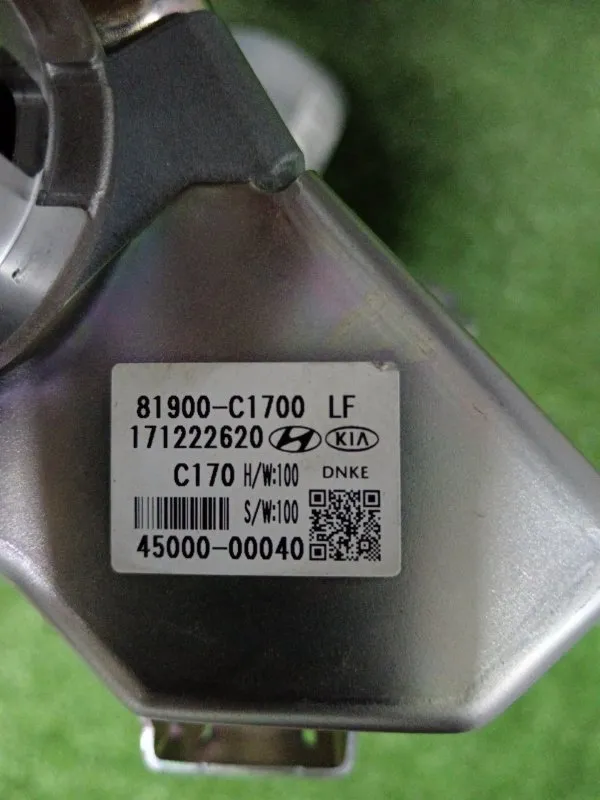 81900-C1700 LF
171222620 H KIA
C170 H/W:100 DNKE
S/W:100
45000-00040